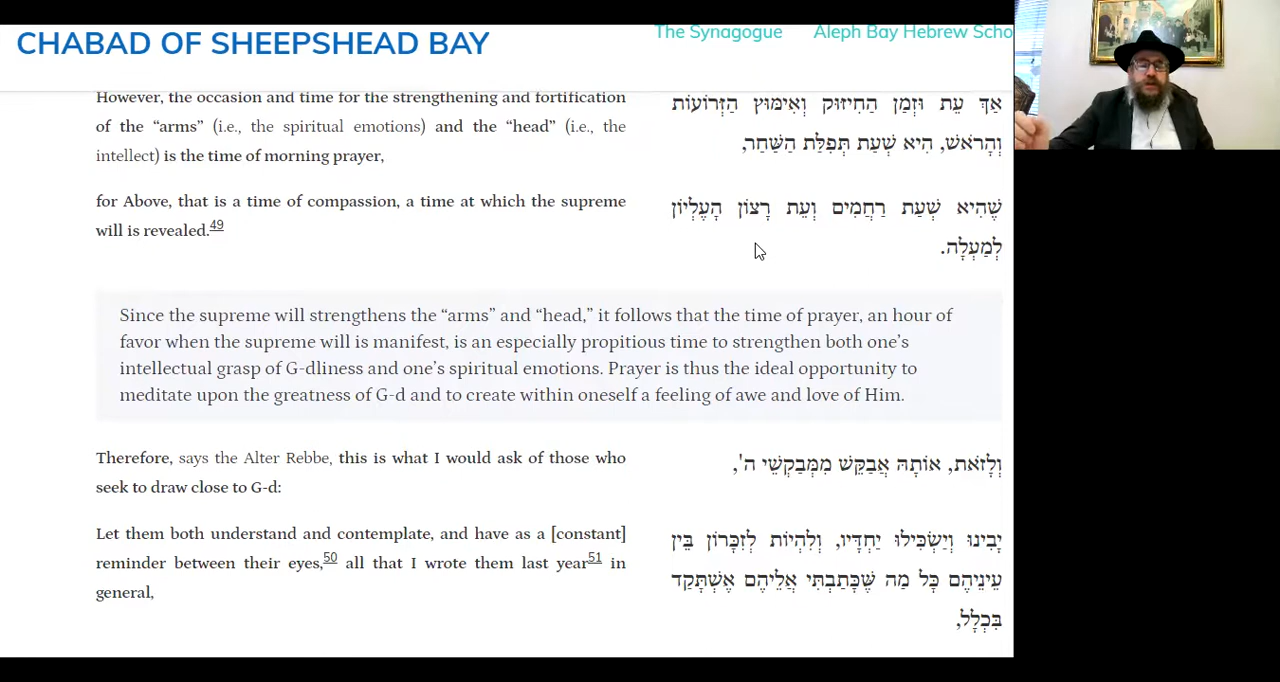 CHABAD OF SHEEPSHEAD BAY
The Synagogue Aleph Bay Hebrew Scho
However, the occasion and time for the strengthening and fortification
of the “arms” (i.e., the spiritual emotions) and the “head” (i.e., the
intellect) is the time of morning prayer,
אַךְ עֵת וּזְמַן הַחִיזּוּק וְאִימּוּץ הַזְּרוֹעוֹת
וְהָרֹאשׁ, הִיא שְׁעַת תְּפִלַּת הַשַּׁחַר,
for Above, that is a time of compassion, a time at which the supreme
will is revealed.49
שֶׁהִיא שְׁעַת רַחֲמִים וְעֵת רָצוֹן הָעֶלְיוֹן
לְמַעְלָה.
Since the supreme will strengthens the “arms” and “head,” it follows that the time of prayer, an hour of
favor when the supreme will is manifest, is an especially propitious time to strengthen both one’s
intellectual grasp of G-dliness and one’s spiritual emotions. Prayer is thus the ideal opportunity to
meditate upon the greatness of G-d and to create within oneself a feeling of awe and love of Him.
Therefore, says the Alter Rebbe, this is what I would ask of those who
seek to draw close to G-d:
וְלָזֹאת, אוֹתָהּ אֲבַקֵּשׁ מִמְּבַקְשֵׁי ה',
Let them both understand and contemplate, and have as a [constant]
reminder between their eyes,50 all that I wrote them last year51 in
general,
יָבִינוּ וְיַשְׂכִּילוּ יַחְדָּיו, וְלִהְיוֹת לְזִכָּרוֹן בֵּין
עֵינֵיהֶם כָּל מַה שֶּׁכָּתַבְתִּי אֲלֵיהֶם אֶשְׁתָּקַד
בִּכְלָל,